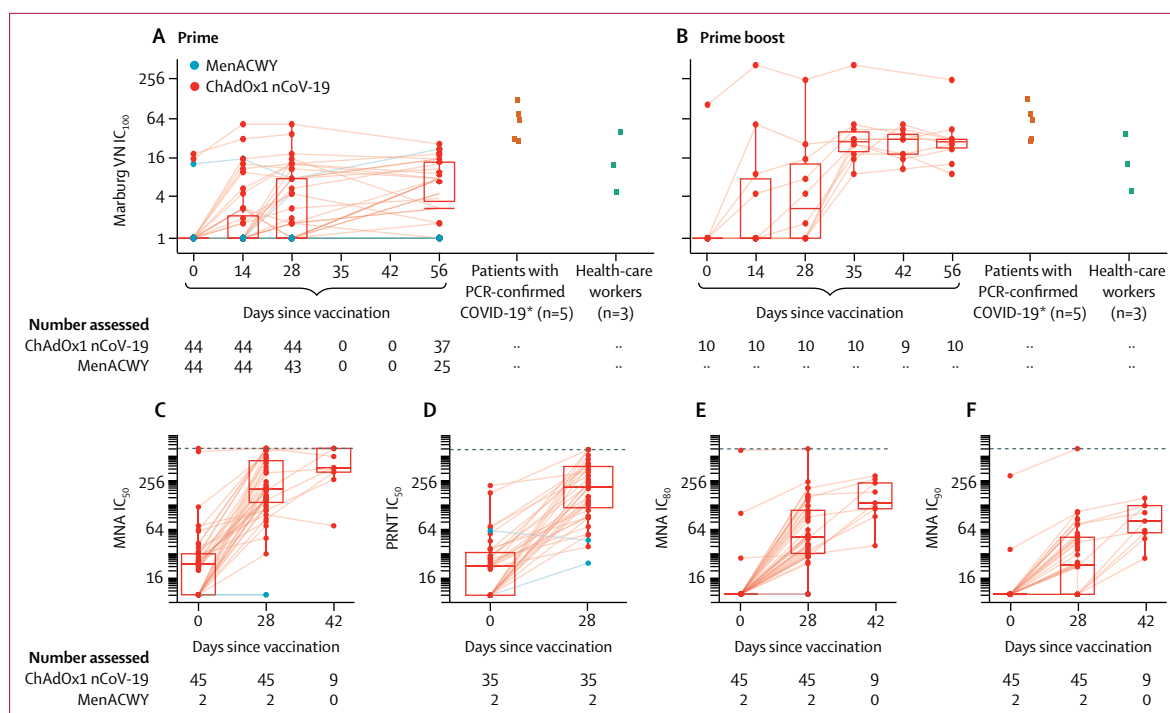 A Prime
MenACWY
ChAdOx1 nCoV-19
Marburg VN IC100
256
64
16
4
1
0 14 28 35 42 56
Days since vaccination
Patients with
PCR-confirmed
COVID-19* (n=5)
Health-care
workers
(n=3)
B Prime boost
256
64
16
4
1
0 14 28 35 42 56
Days since vaccination
Patients with
PCR-confirmed
COVID-19* (n=5)
Health-care
workers
(n=3)
Number assessed
ChAdOx1 nCoV-19 44 44 44 0 0 37 .. .. 10 10 10 10 9 10 .. ..
MenACWY 44 44 43 0 0 25 .. .. .. .. .. .. .. .. .. ..
C
MNA IC50
256
64
16
0 28 42
Days since vaccination
D
PRNT IC50
256
64
16
0 28
Days since vaccination
E
MNA IC80
256
64
16
0 28 42
Days since vaccination
F
MNA IC90
256
64
16
0 28 42
Days since vaccination
Number assessed
ChAdOx1 nCoV-19 45 45 9 35 35 45 45 9 45 45 9
MenACWY 2 2 0 2 2 2 2 0 2 2 0